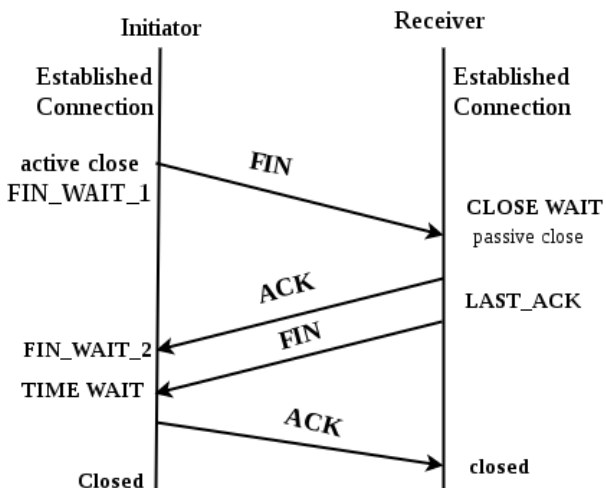 Initiator
Receiver
Established
Connection
Established
Connection
active close
FIN_WAIT_1
FIN
CLOSE WAIT
passive close
ACK
LAST_ACK
FIN
FIN_WAIT_2
TIME WAIT
ACK
closed
Closed